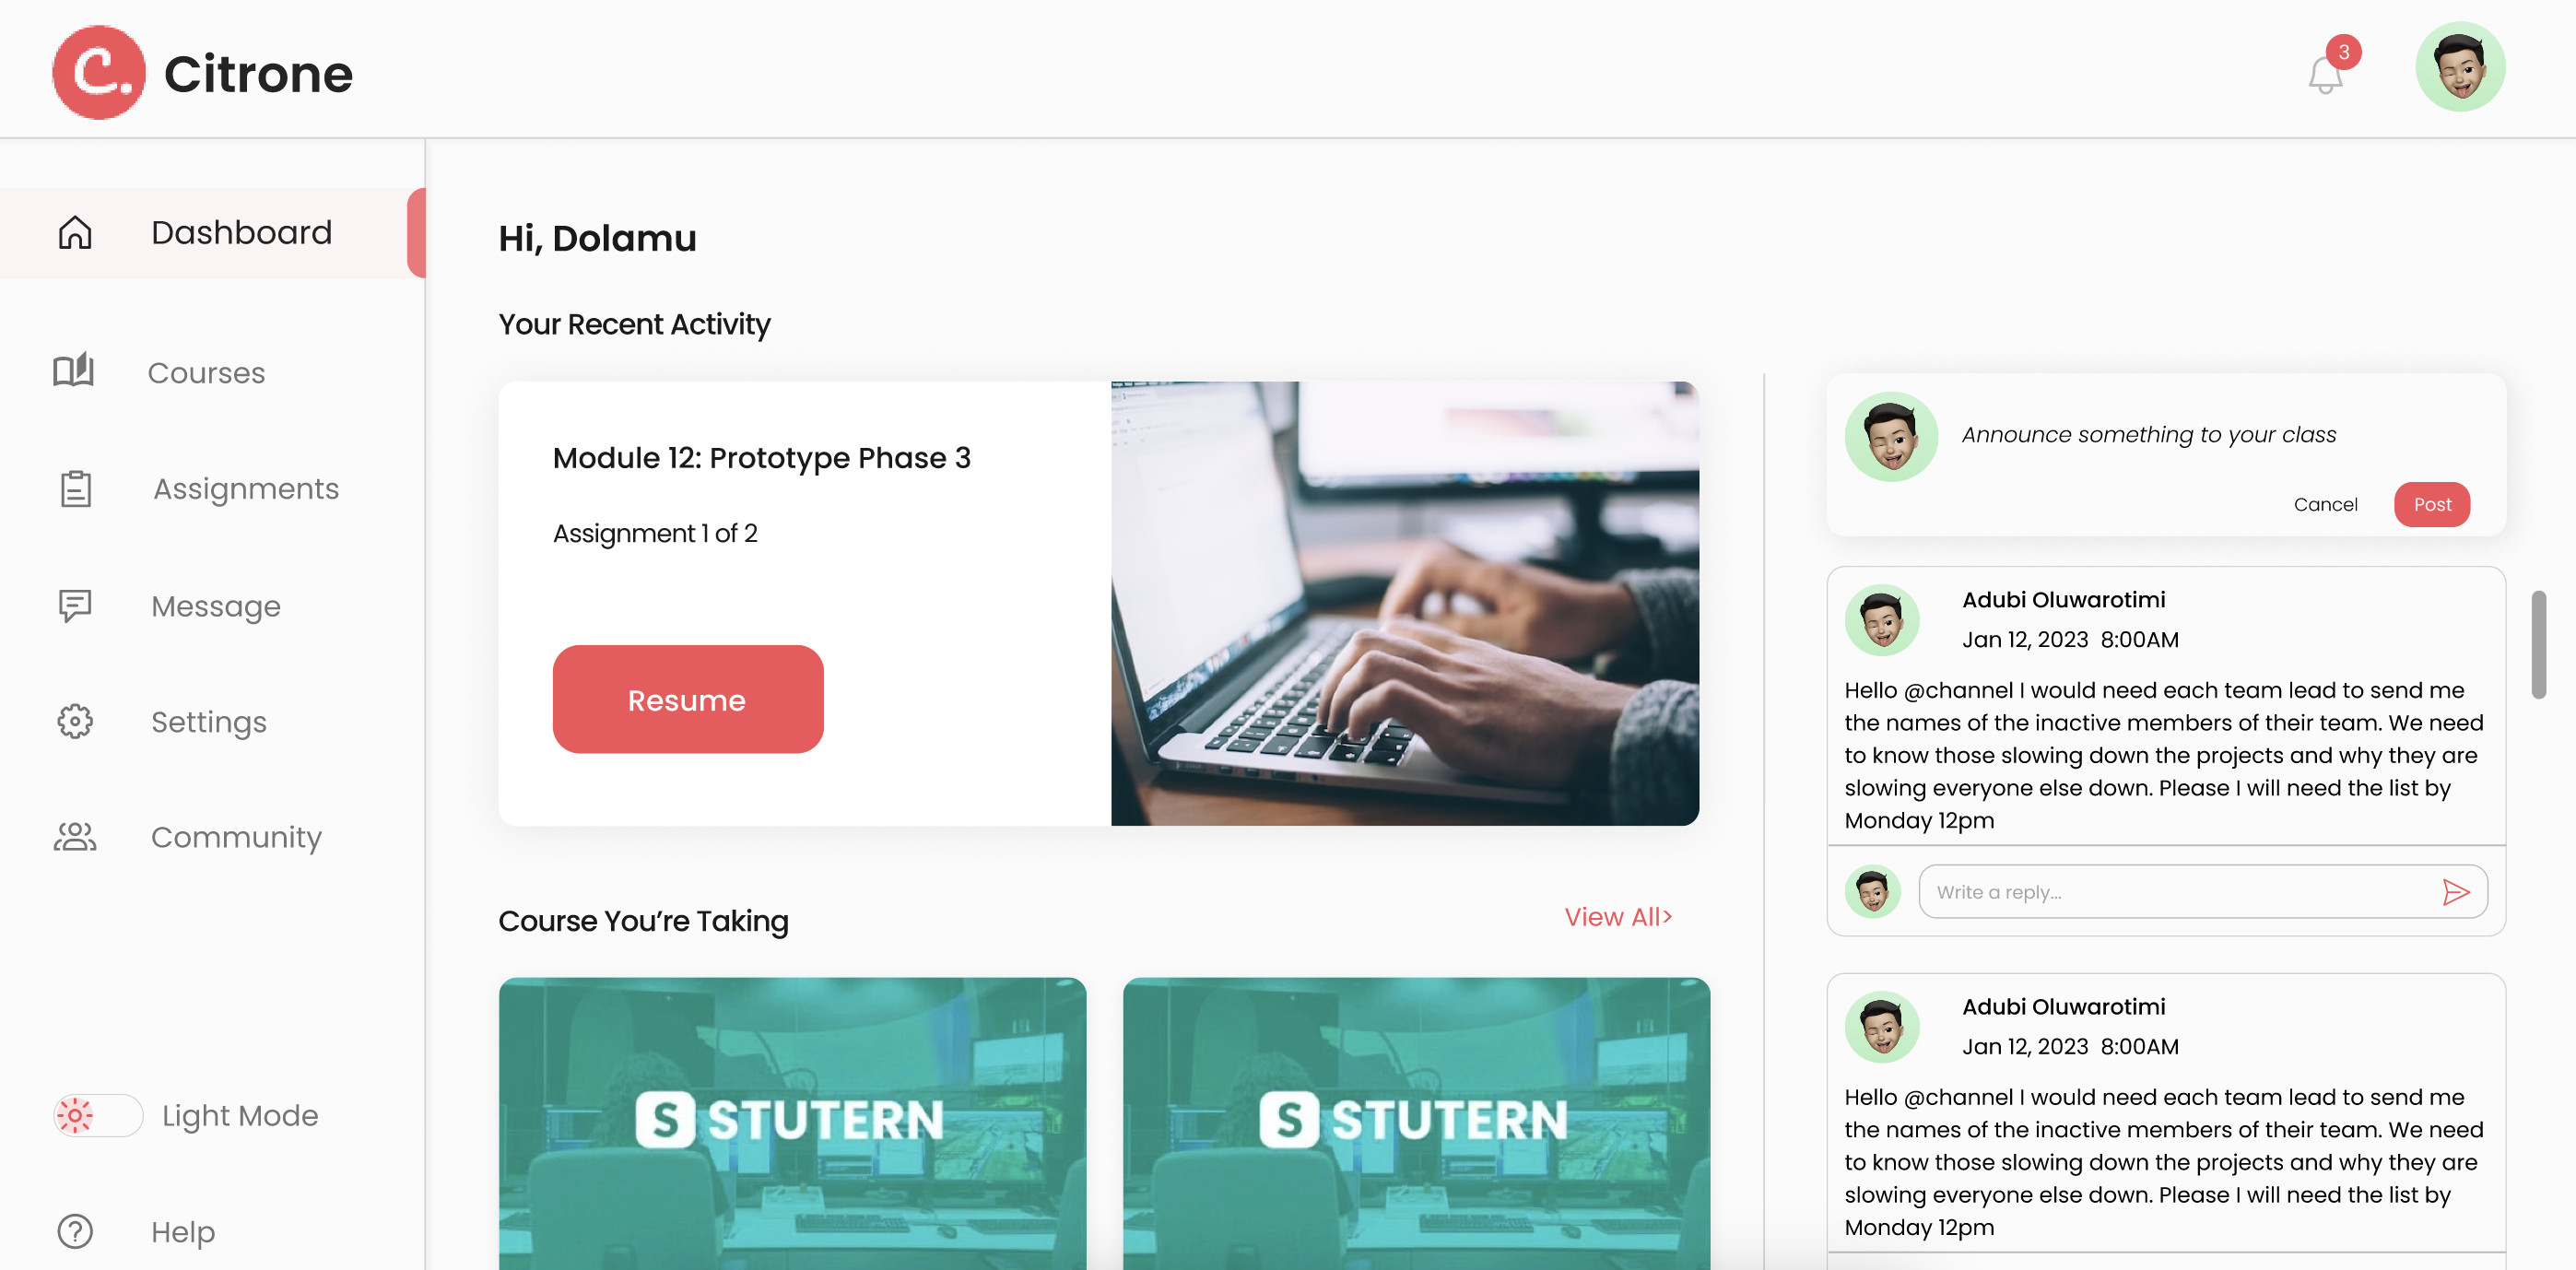 C. Citrone
3
Dashboard
Courses
Assignments
Message
Settings
Community
Light Mode
Help
Hi, Dolamu
Your Recent Activity
Module 12: Prototype Phase 3
Assignment 1 of 2
Resume
Course You’re Taking
View All>
S STUTERN
S STUTERN
Announce something to your class
Cancel
Post
Adubi Oluwarotimi
Jan 12, 2023 8:00AM
Hello @channel I would need each team lead to send me
the names of the inactive members of their team. We need
to know those slowing down the projects and why they are
slowing everyone else down. Please I will need the list by
Monday 12pm
Write a reply...
Adubi Oluwarotimi
Jan 12, 2023 8:00AM
Hello @channel I would need each team lead to send me
the names of the inactive members of their team. We need
to know those slowing down the projects and why they are
slowing everyone else down. Please I will need the list by
Monday 12pm